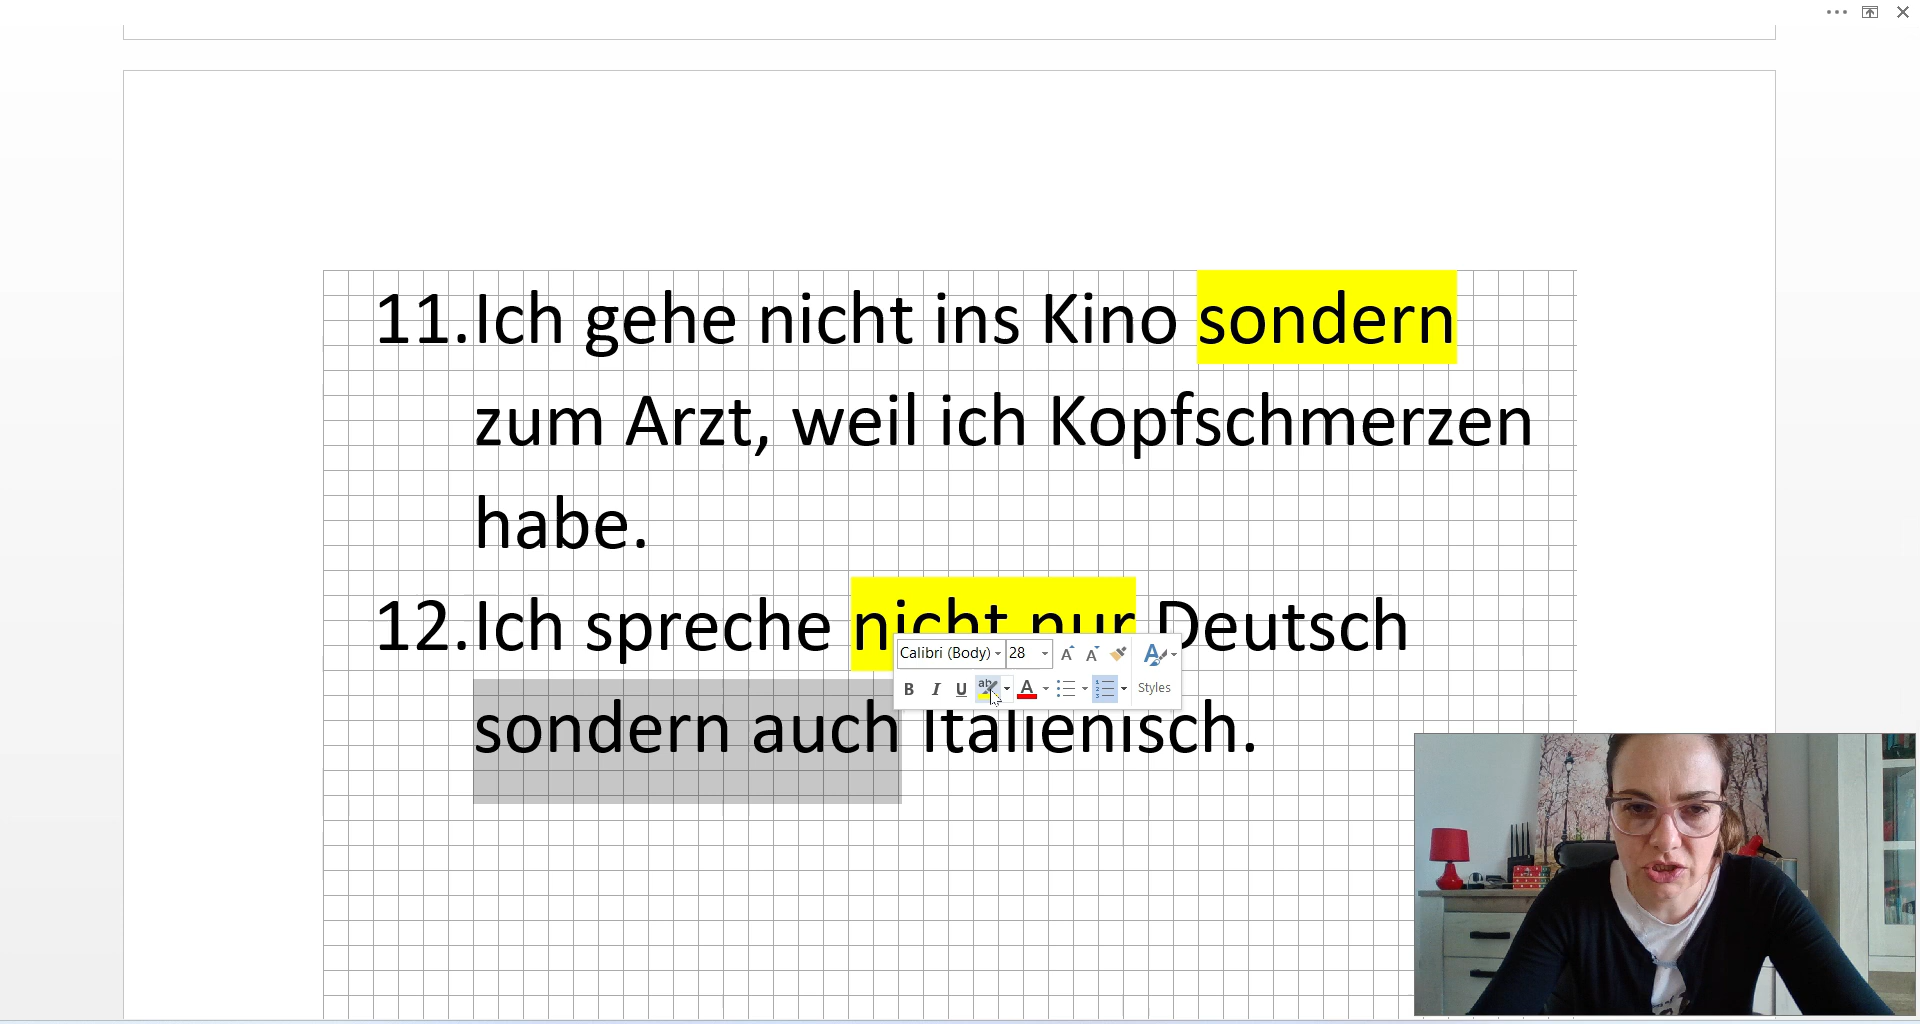 11. Ich gehe nicht ins Kino sondern
zum Arzt, weil ich Kopfschmerzen
habe.
12. Ich spreche nicht nur Deutsch
Calibri (Body) 28
B I U ab A Styles
sondern auch Italienisch.